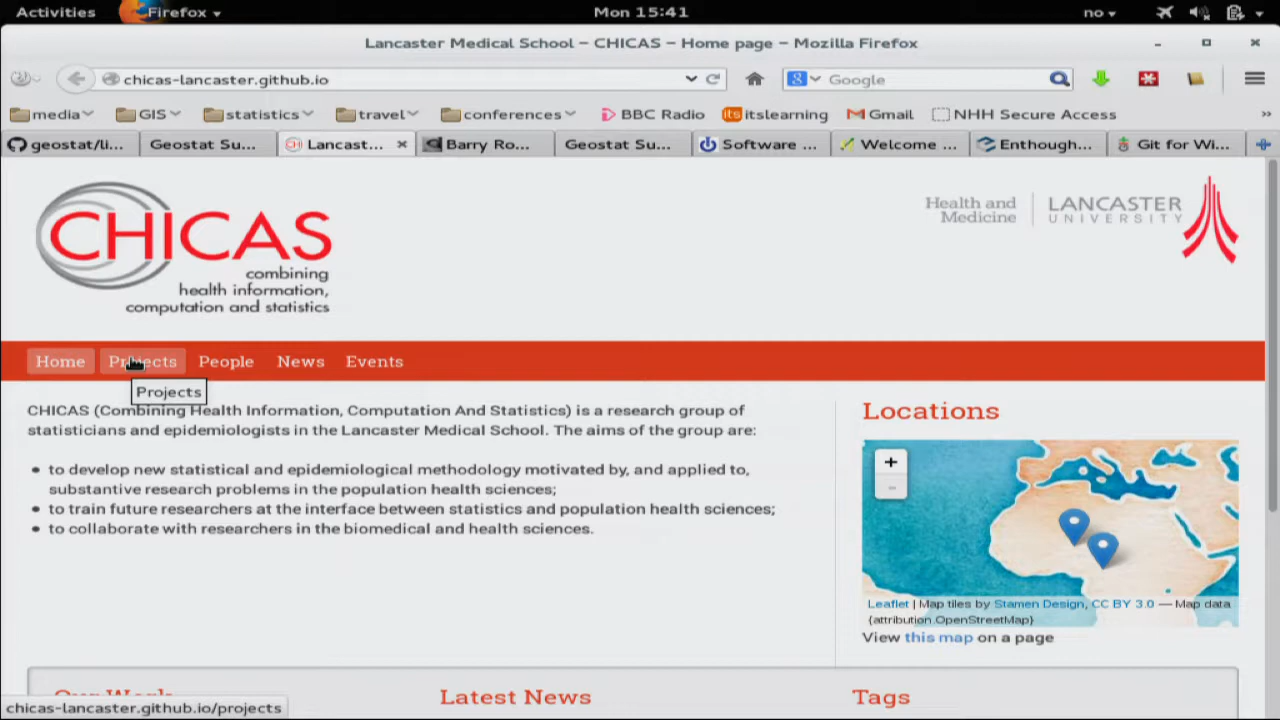 Activities Firefox Mon 15:41 no
Lancaster Medical School – CHICAS – Home page – Mozilla Firefox
chicas-lancaster.github.io Google
media GIS statistics travel conferences BBC Radio itslearning Gmail NHH Secure Access »
geostat/li... Geostat Su... Lancast... Barry Ro... Geostat Su... Software ... Welcome ... Enthough... Git for Wi...
CHICAS
combining
health information,
computation and statistics
Health and
Medicine
LANCASTER
UNIVERSITY
Home Projects People News Events
Projects
CHICAS (Combining Health Information, Computation And Statistics) is a research group of
statisticians and epidemiologists in the Lancaster Medical School. The aims of the group are:
• to develop new statistical and epidemiological methodology motivated by, and applied to,
substantive research problems in the population health sciences;
• to train future researchers at the interface between statistics and population health sciences;
• to collaborate with researchers in the biomedical and health sciences.
Locations
+
-
Leaflet | Map tiles by Stamen Design, CC BY 3.0 — Map data
{attribution.OpenStreetMap}
View this map on a page
Our Work
Latest News
Tags
chicas-lancaster.github.io/projects